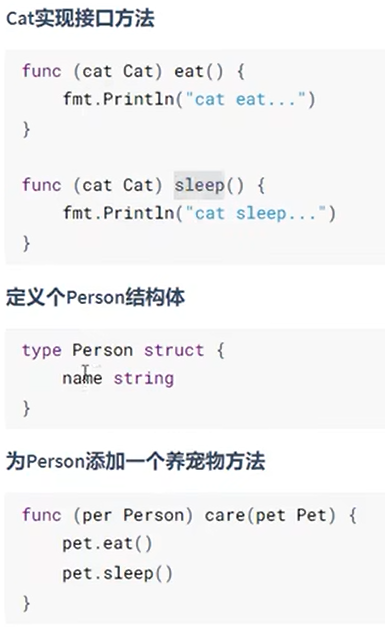 Cat实现接口方法
func (cat Cat) eat() {
    fmt.Println("cat eat...")
}
func (cat Cat) sleep() {
    fmt.Println("cat sleep...")
}
定义个Person结构体
type Person struct {
    name string
}
为Person添加一个养宠物方法
func (per Person) care(pet Pet) {
    pet.eat()
    pet.sleep()
}